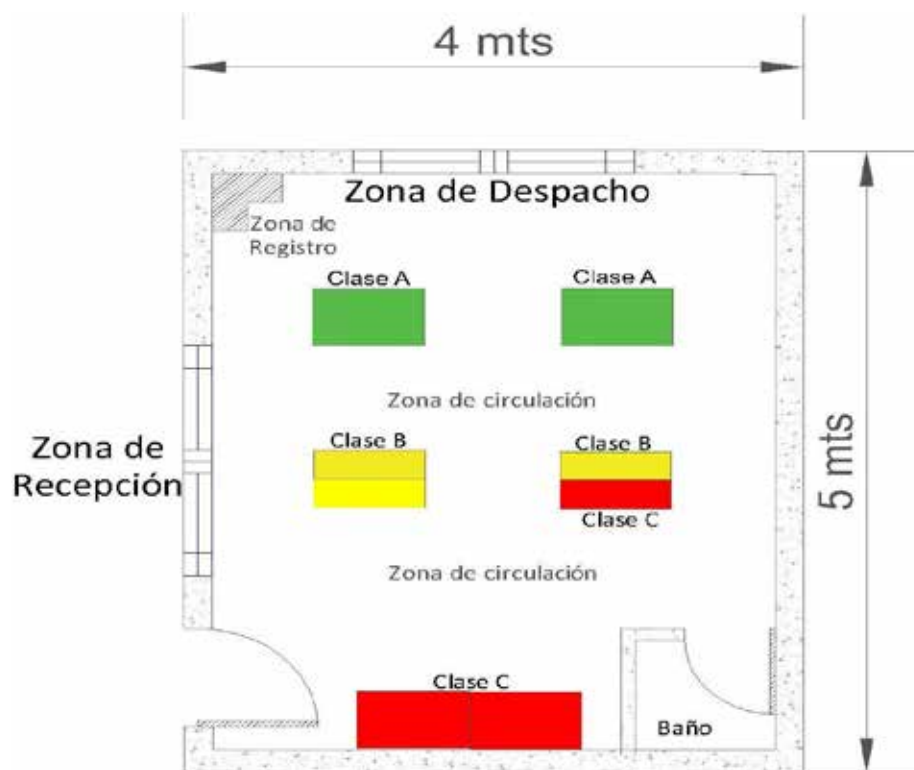 4 mts
Zona de Despacho
Zona de
Registro
Clase A
Clase A
Zona de circulación
Zona de
Recepción
Clase B
Clase B
5 mts
Clase C
Zona de circulación
Clase C
Baño